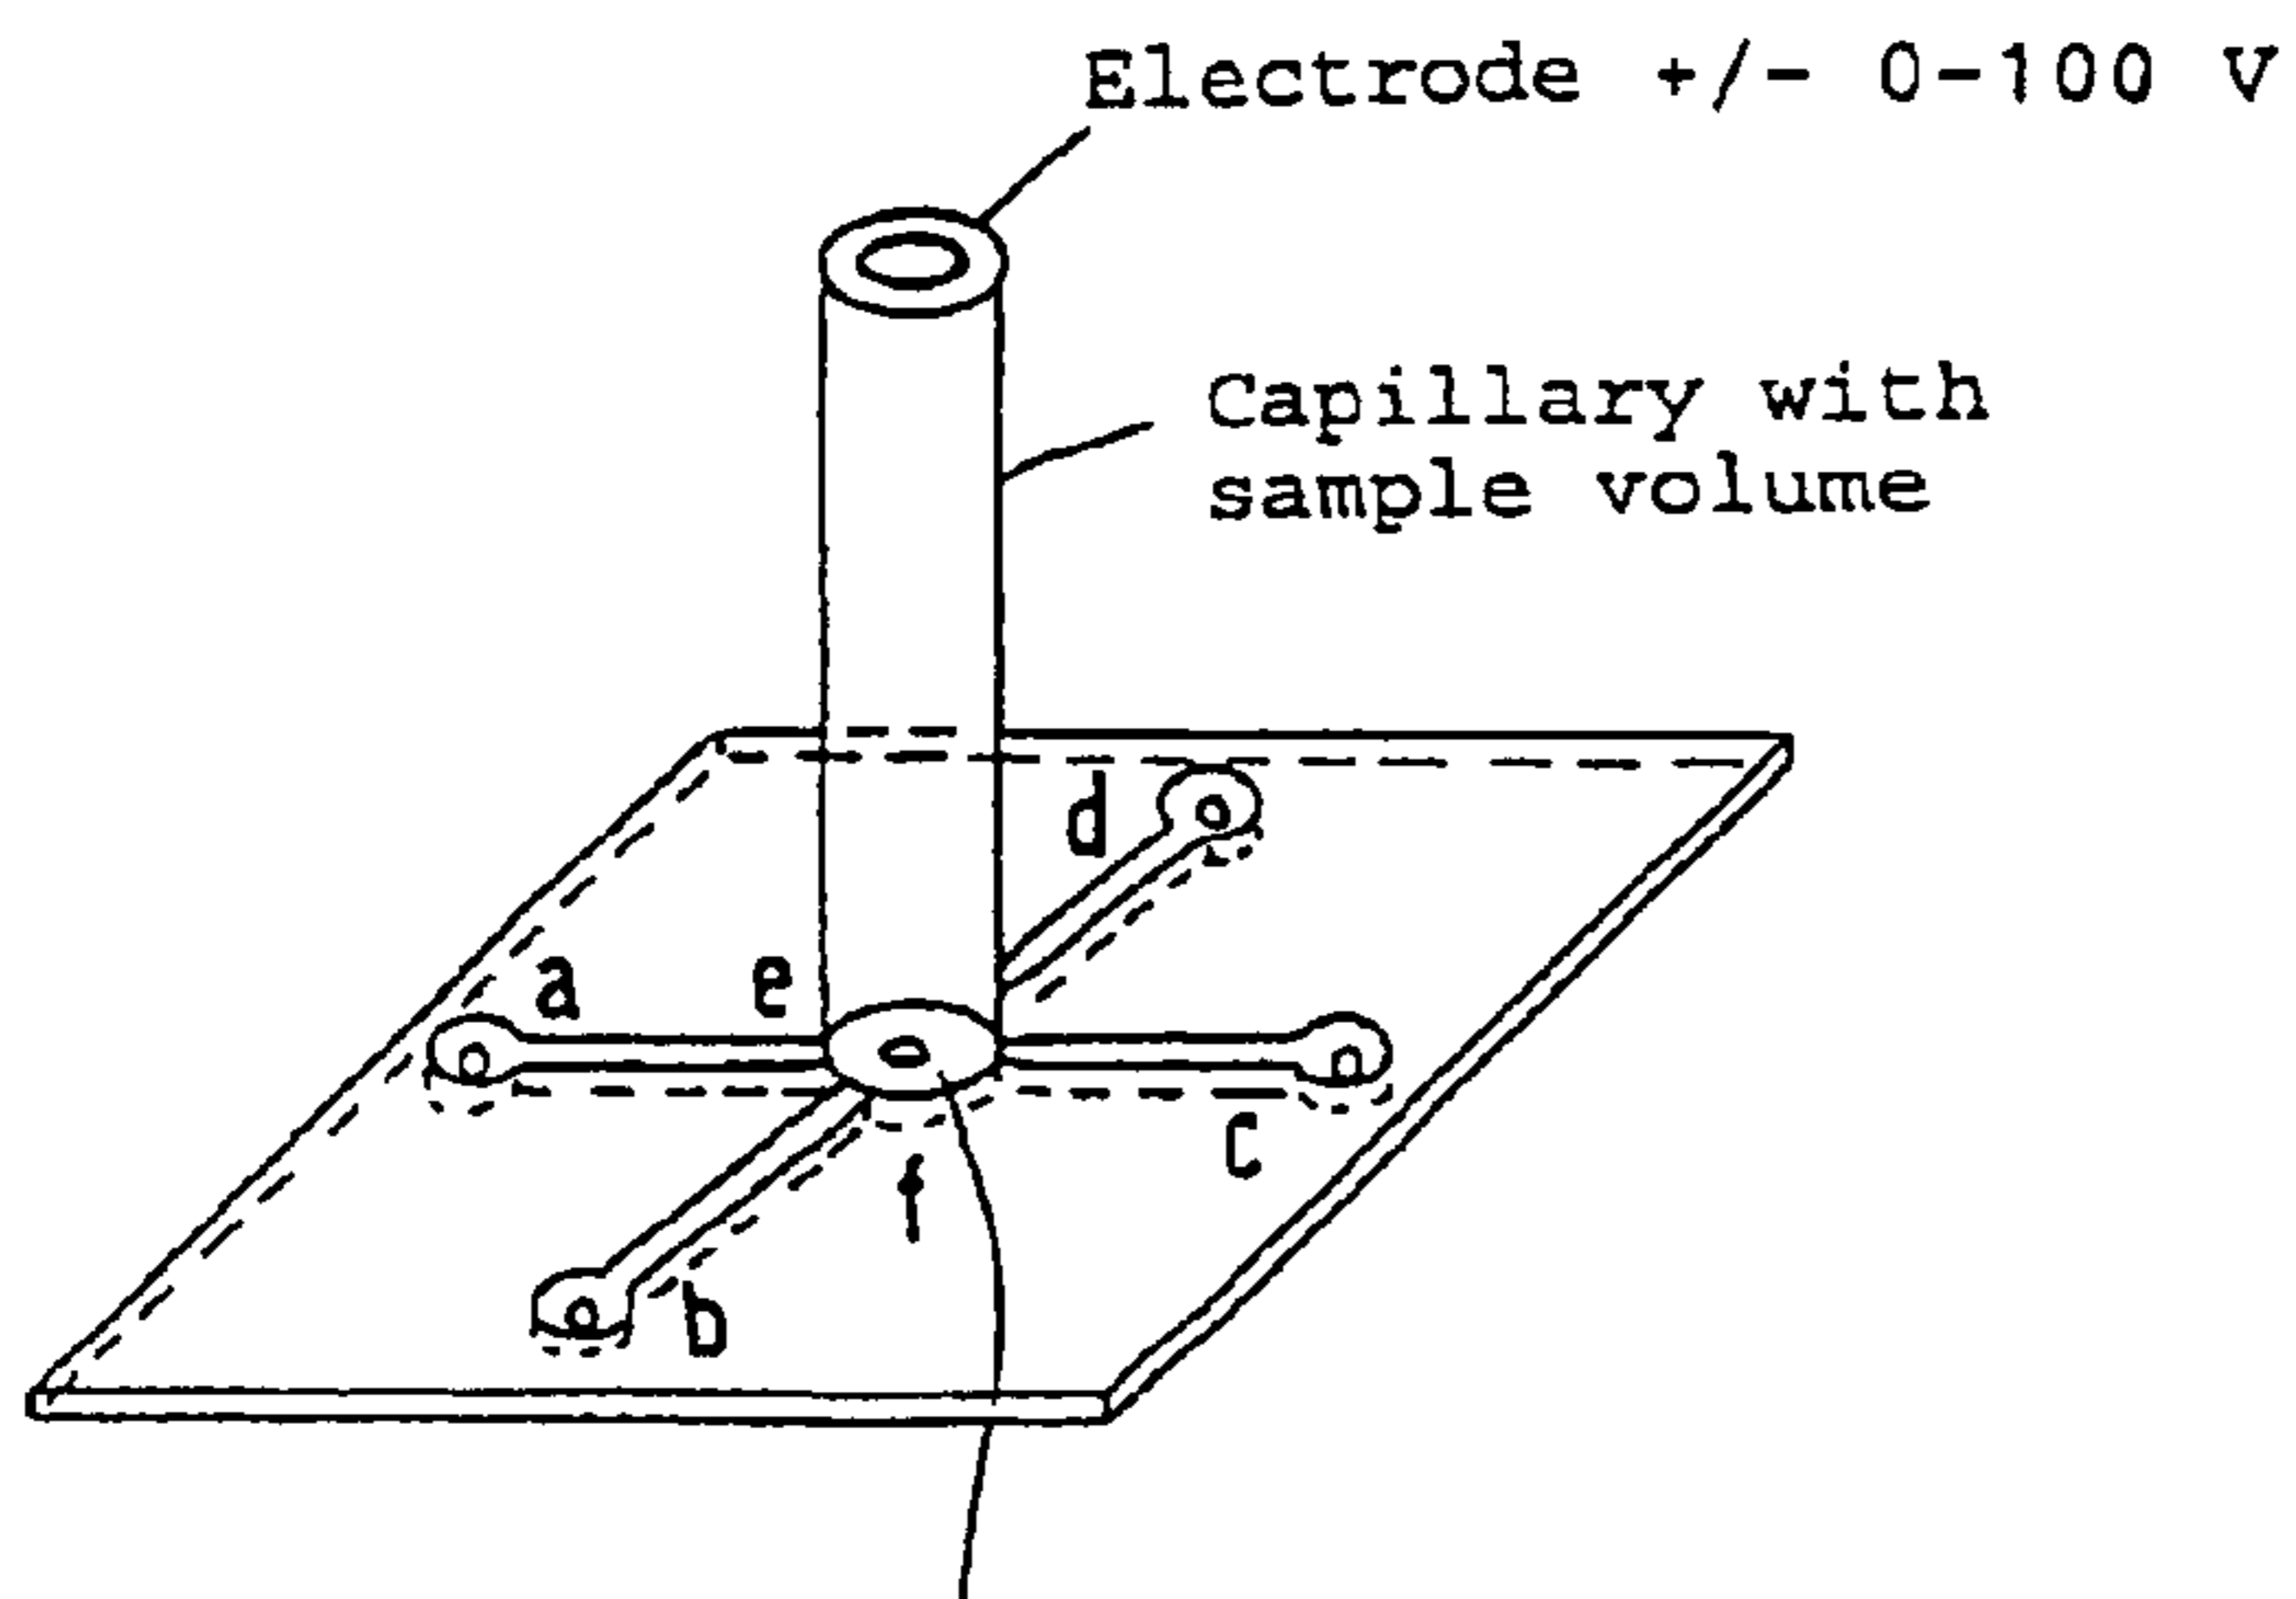 Electrode +/- 0-100 V
Capillary with
sample volume
d
a
e
c
b